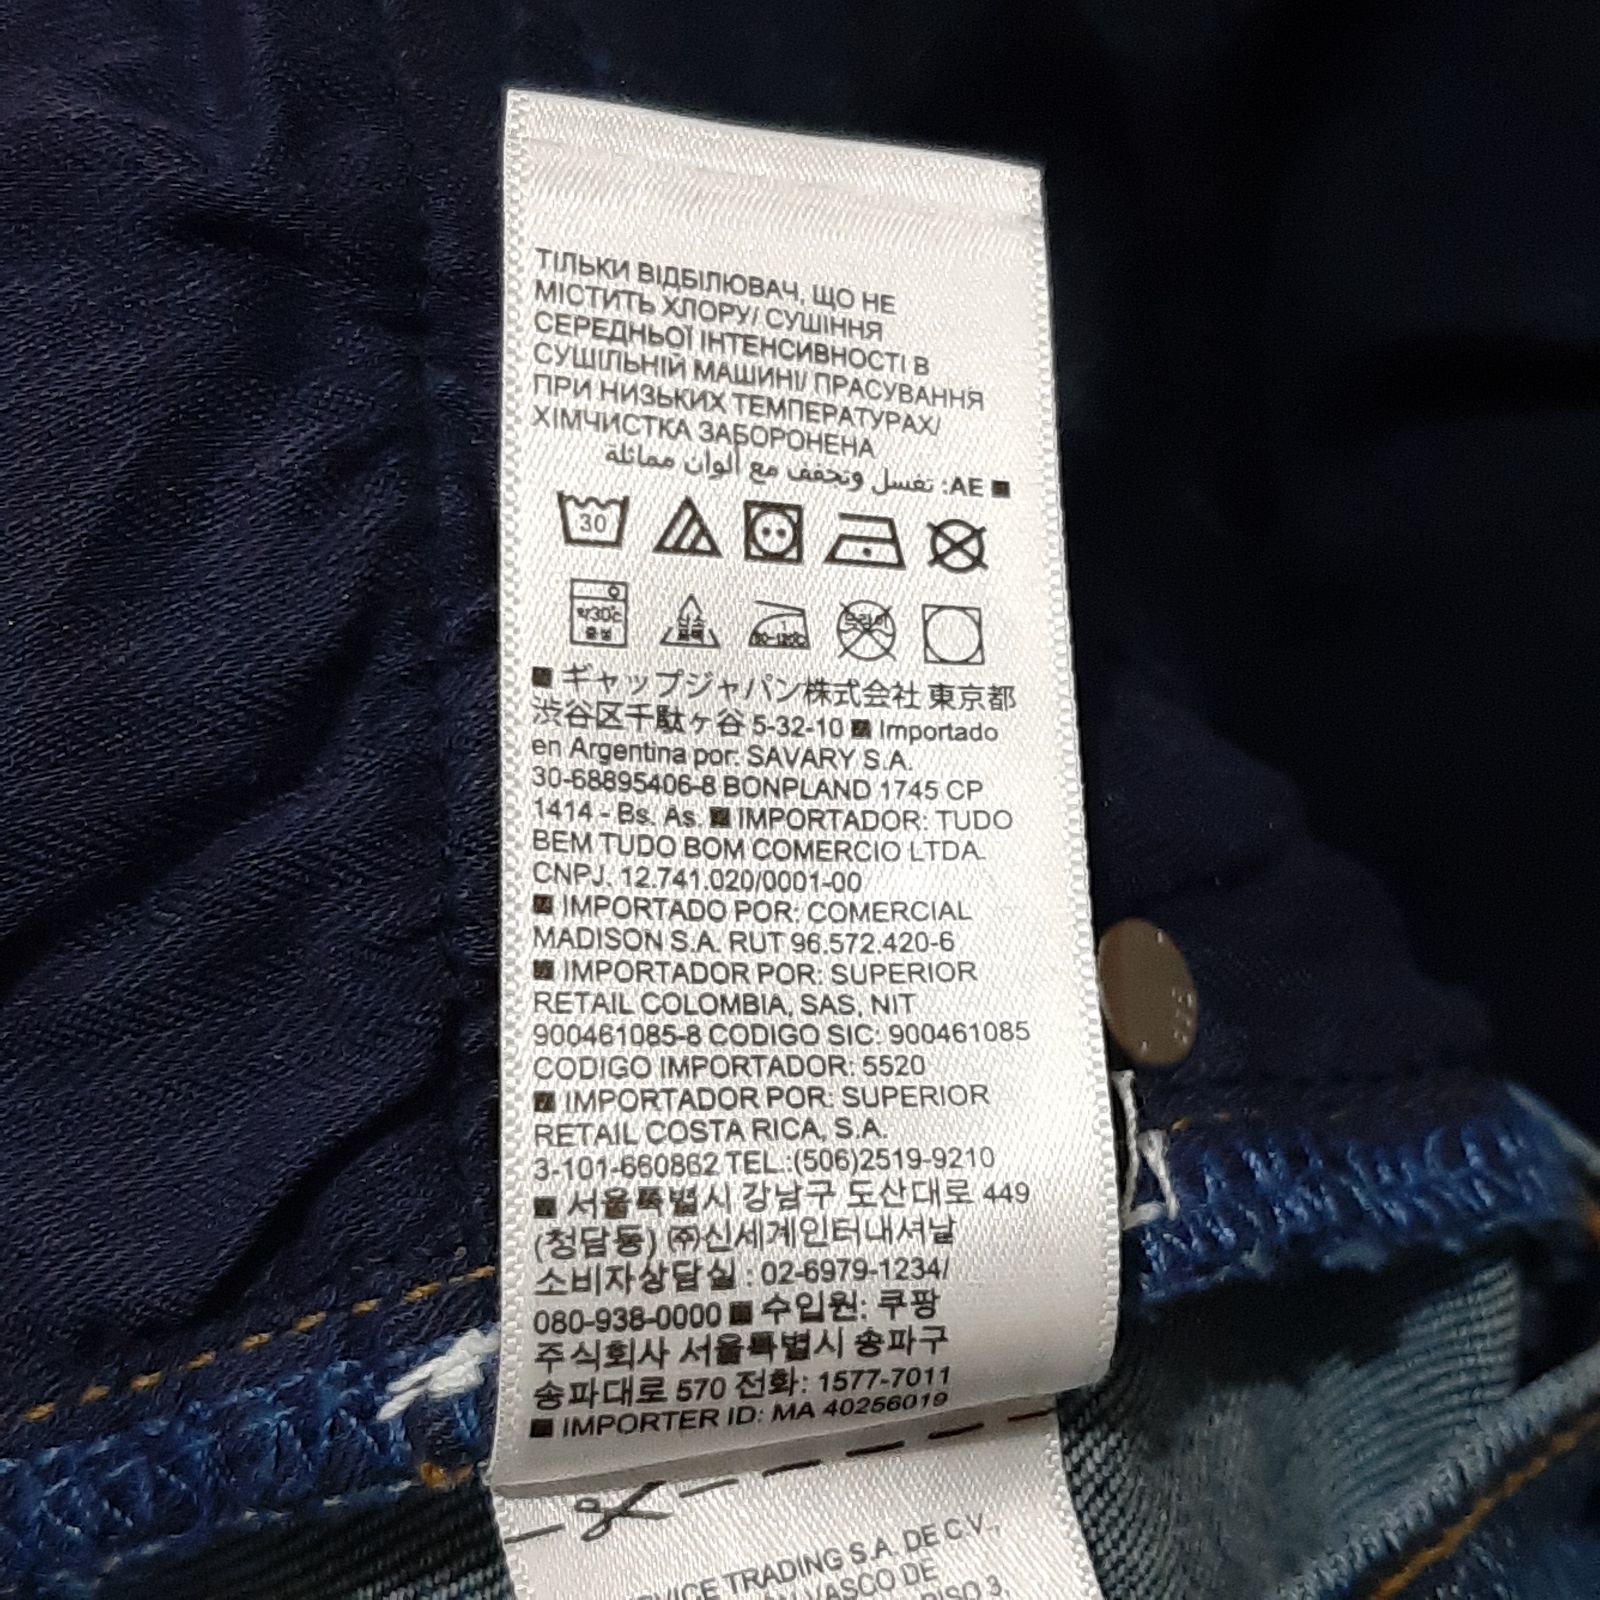 ТІЛЬКИ ВІДБІЛЮВАЧ, ЩО НЕ
МІСТИТЬ ХЛОРУ/ СУШІННЯ
СЕРЕДНЬОЇ ІНТЕНСИВНОСТІ В
СУШІЛЬНІЙ МАШИНІ/ ПРАСУВАННЯ
ПРИ НИЗЬКИХ ТЕМПЕРАТУРАХ/
ХІМЧИСТКА ЗАБОРОНЕНА
■ AE: تغسل وتجفف مع ألوان مماثلة
30
약30℃
중성
■ ギャップジャパン株式会社 東京都
渋谷区千駄ヶ谷 5-32-10 ■ Importado
en Argentina por: SAVARY S.A.
30-68895406-8 BONPLAND 1745 CP
1414 - Bs. As. ■ IMPORTADOR: TUDO
BEM TUDO BOM COMERCIO LTDA.
CNPJ. 12.741.020/0001-00
■ IMPORTADO POR: COMERCIAL
MADISON S.A. RUT 96.572.420-6
■ IMPORTADOR POR: SUPERIOR
RETAIL COLOMBIA, SAS, NIT
900461085-8 CODIGO SIC: 900461085
CODIGO IMPORTADOR: 5520
■ IMPORTADOR POR: SUPERIOR
RETAIL COSTA RICA, S.A.
3-101-660862 TEL.:(506)2519-9210
■ 서울특별시 강남구 도산대로 449
(청담동) ㈜신세계인터내셔날
소비자상담실 : 02-6979-1234/
080-938-0000 ■ 수입원: 쿠팡
주식회사 서울특별시 송파구
송파대로 570 전화: 1577-7011
■ IMPORTER ID: MA 40256019
TRADING S.A. DE C.V.,
VASCO DE
PISO 3,